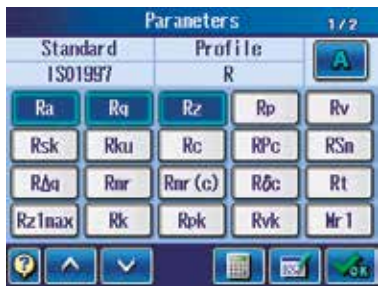 Parameters 1/2
Standard Profile A
ISO1997 R
Ra Rq Rz Rp Rv
Rsk Rku Rc RPc RSm
RΔq Rmr Rmr(c) Rδc Rt
Rz1max Rk Rpk Rvk Mr1
? OK